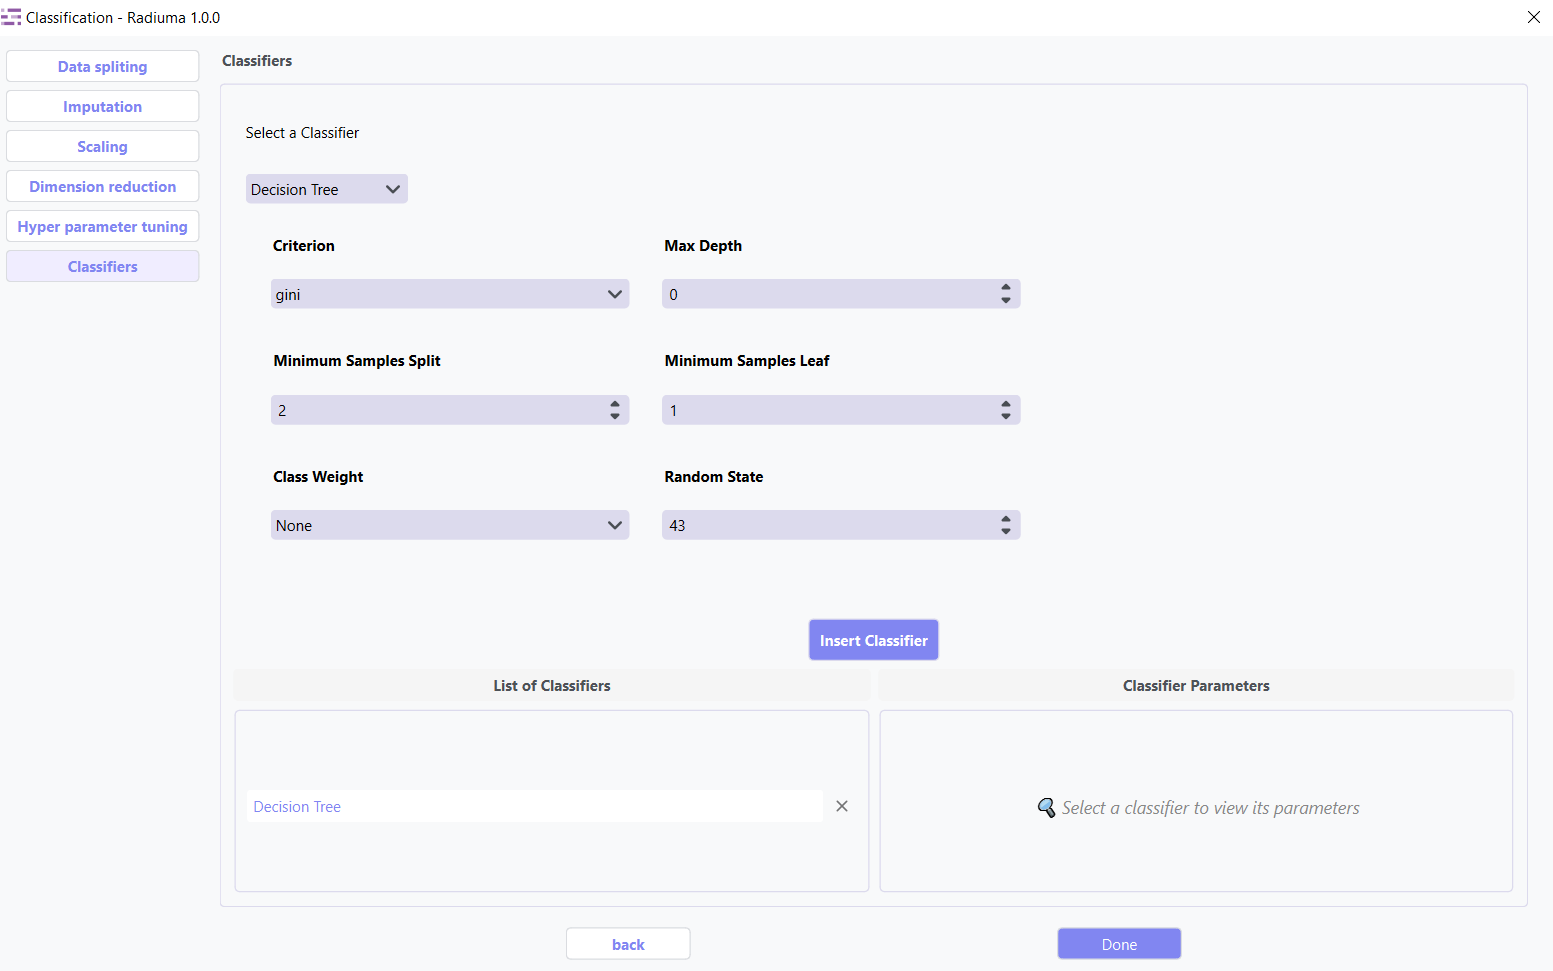 Classification - Radiuma 1.0.0
Data spliting
Imputation
Scaling
Dimension reduction
Hyper parameter tuning
Classifiers
Classifiers
Select a Classifier
Decision Tree
Criterion
Max Depth
gini
0
Minimum Samples Split
Minimum Samples Leaf
2
1
Class Weight
Random State
None
43
Insert Classifier
List of Classifiers
Classifier Parameters
Decision Tree
Select a classifier to view its parameters
back
Done